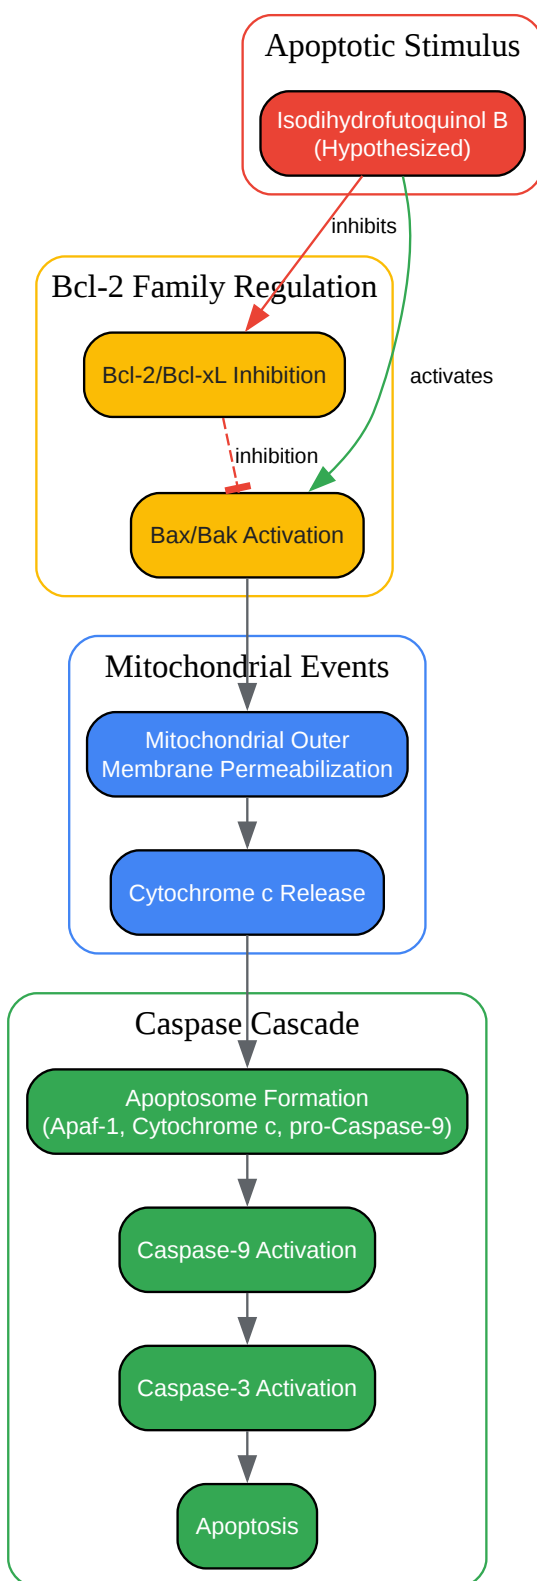 Apoptotic Stimulus
Isodihydrofutoquinol B
(Hypothesized)
inhibits
Bcl-2 Family Regulation
Bcl-2/Bcl-xL Inhibition
activates
inhibition
Bax/Bak Activation
Mitochondrial Events
Mitochondrial Outer
Membrane Permeabilization
Cytochrome c Release
Caspase Cascade
Apoptosome Formation
(Apaf-1, Cytochrome c, pro-Caspase-9)
Caspase-9 Activation
Caspase-3 Activation
Apoptosis